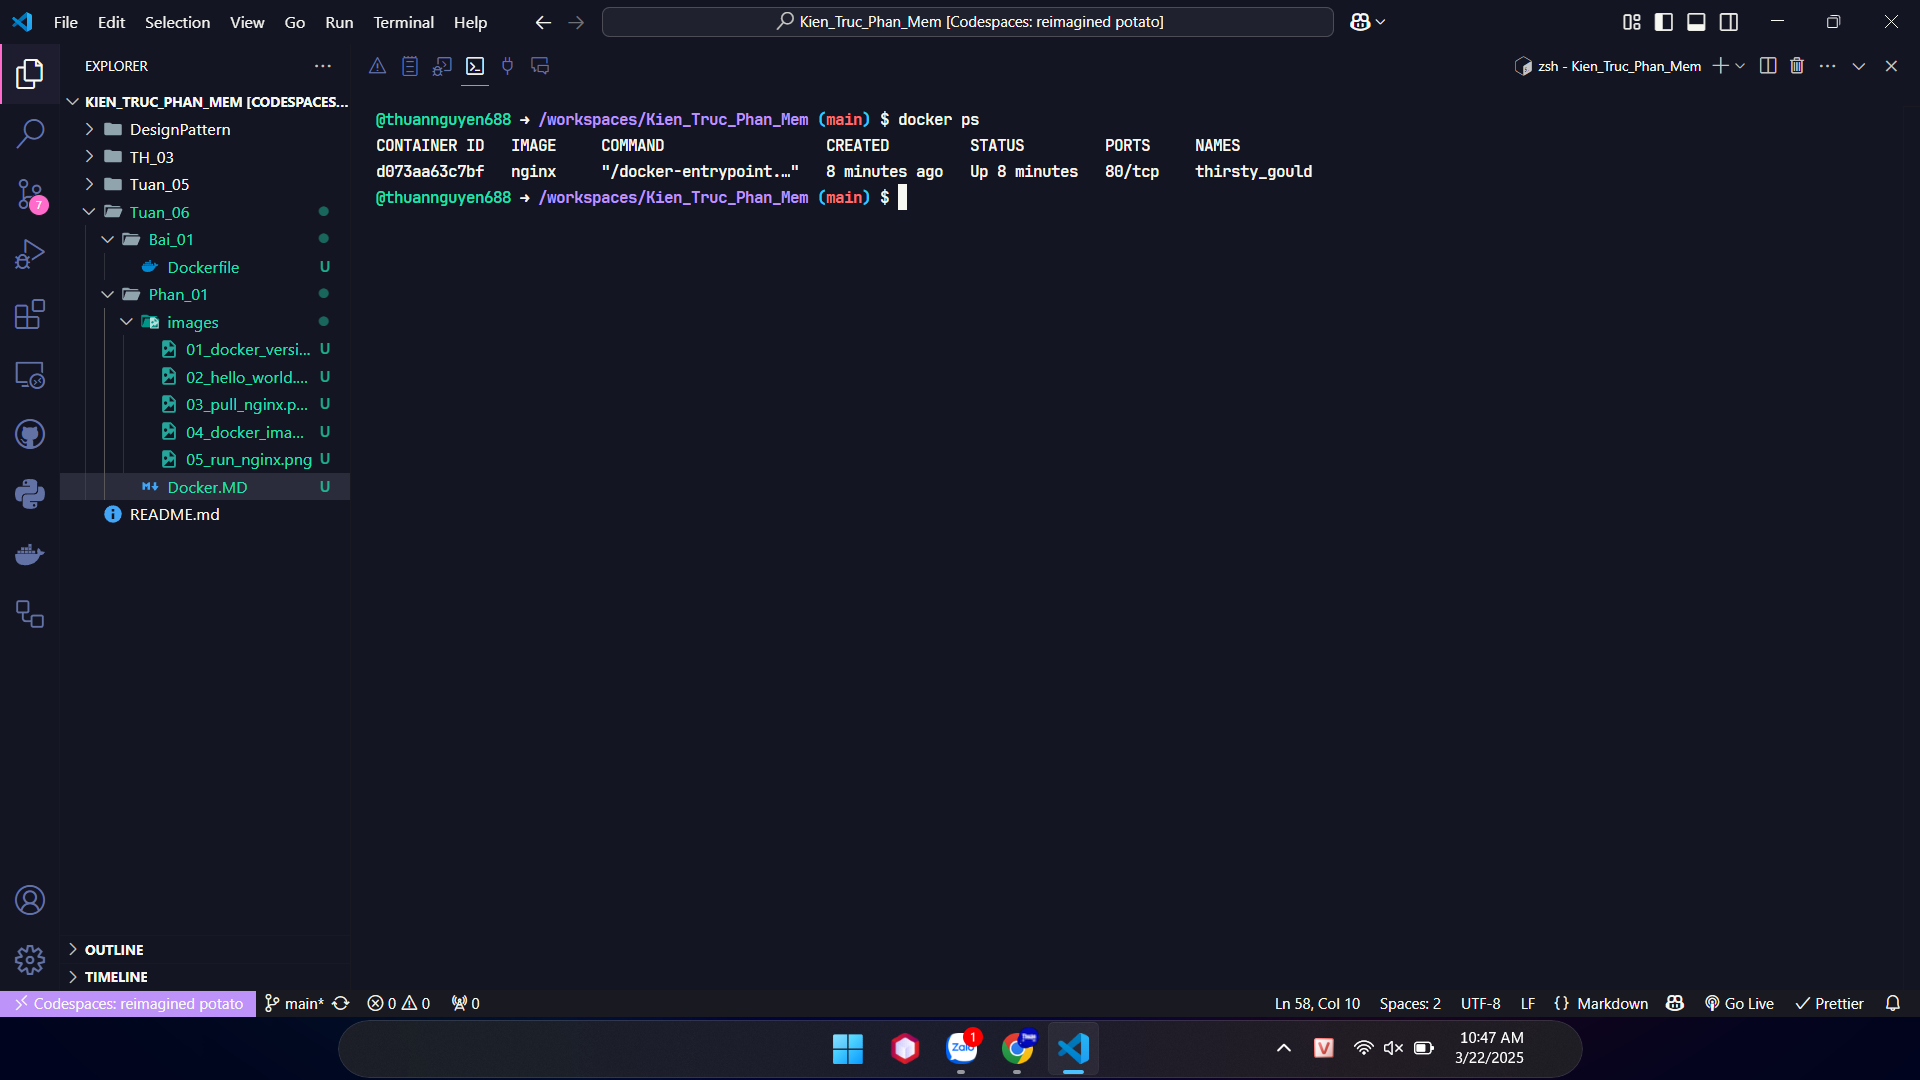 File Edit Selection View Go Run Terminal Help
Kien_Truc_Phan_Mem [Codespaces: reimagined potato]
EXPLORER
zsh - Kien_Truc_Phan_Mem
KIEN_TRUC_PHAN_MEM [CODESPACES...
DesignPattern
TH_03
Tuan_05
Tuan_06
Bai_01
Dockerfile U
Phan_01
images
01_docker_versi... U
02_hello_world.... U
03_pull_nginx.p... U
04_docker_ima... U
05_run_nginx.png U
Docker.MD U
README.md
7
OUTLINE
TIMELINE
@thuannguyen688 ➜ /workspaces/Kien_Truc_Phan_Mem (main) $ docker ps
CONTAINER ID IMAGE COMMAND CREATED STATUS PORTS NAMES
d073aa63c7bf nginx "/docker-entrypoint.…" 8 minutes ago Up 8 minutes 80/tcp thirsty_gould
@thuannguyen688 ➜ /workspaces/Kien_Truc_Phan_Mem (main) $
Codespaces: reimagined potato main* 0 0 0 Ln 58, Col 10 Spaces: 2 UTF-8 LF {} Markdown Go Live Prettier
Zalo 1
V
10:47 AM
3/22/2025